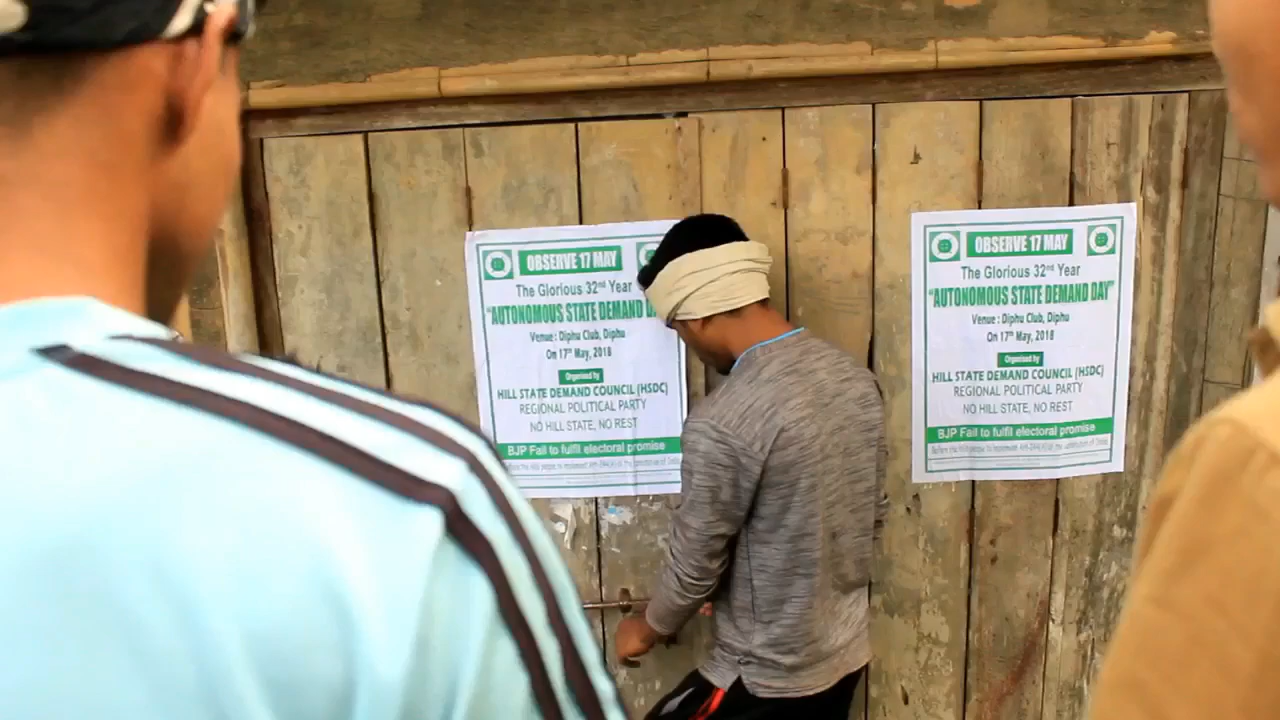 OBSERVE 17 MAY
The Glorious 32nd Year
"AUTONOMOUS STATE DEMAND
Venue : Diphu Club, Diphu
On 17th May, 2018
Organised by
HILL STATE DEMAND COUNCIL (HSDC)
REGIONAL POLITICAL PARTY
NO HILL STATE, NO REST
BJP Fail to fulfil electoral promise
OBSERVE 17 MAY
The Glorious 32nd Year
"AUTONOMOUS STATE DEMAND DAY"
Venue : Diphu Club, Diphu
On 17th May, 2018
Organised by
HILL STATE DEMAND COUNCIL (HSDC)
REGIONAL POLITICAL PARTY
NO HILL STATE, NO REST
BJP Fail to fulfil electoral promise